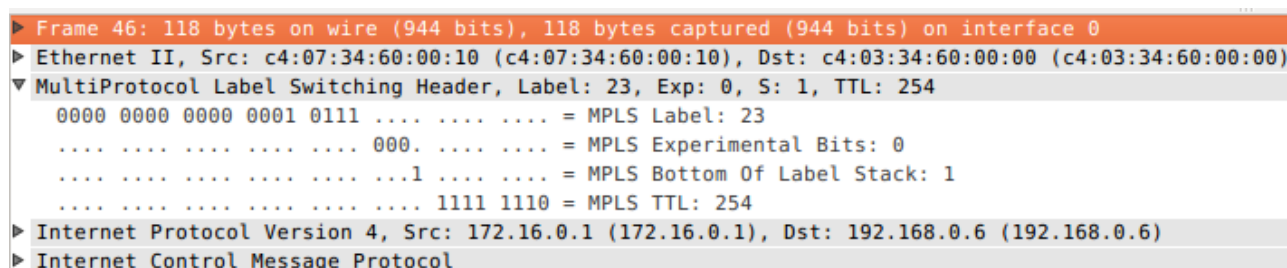 Frame 46: 118 bytes on wire (944 bits), 118 bytes captured (944 bits) on interface 0
Ethernet II, Src: c4:07:34:60:00:10 (c4:07:34:60:00:10), Dst: c4:03:34:60:00:00 (c4:03:34:60:00:00)
MultiProtocol Label Switching Header, Label: 23, Exp: 0, S: 1, TTL: 254
0000 0000 0000 0001 0111 .... .... .... = MPLS Label: 23
.... .... .... .... .... 000. .... .... = MPLS Experimental Bits: 0
.... .... .... .... .... ...1 .... .... = MPLS Bottom Of Label Stack: 1
.... .... .... .... .... .... 1111 1110 = MPLS TTL: 254
Internet Protocol Version 4, Src: 172.16.0.1 (172.16.0.1), Dst: 192.168.0.6 (192.168.0.6)
Internet Control Message Protocol